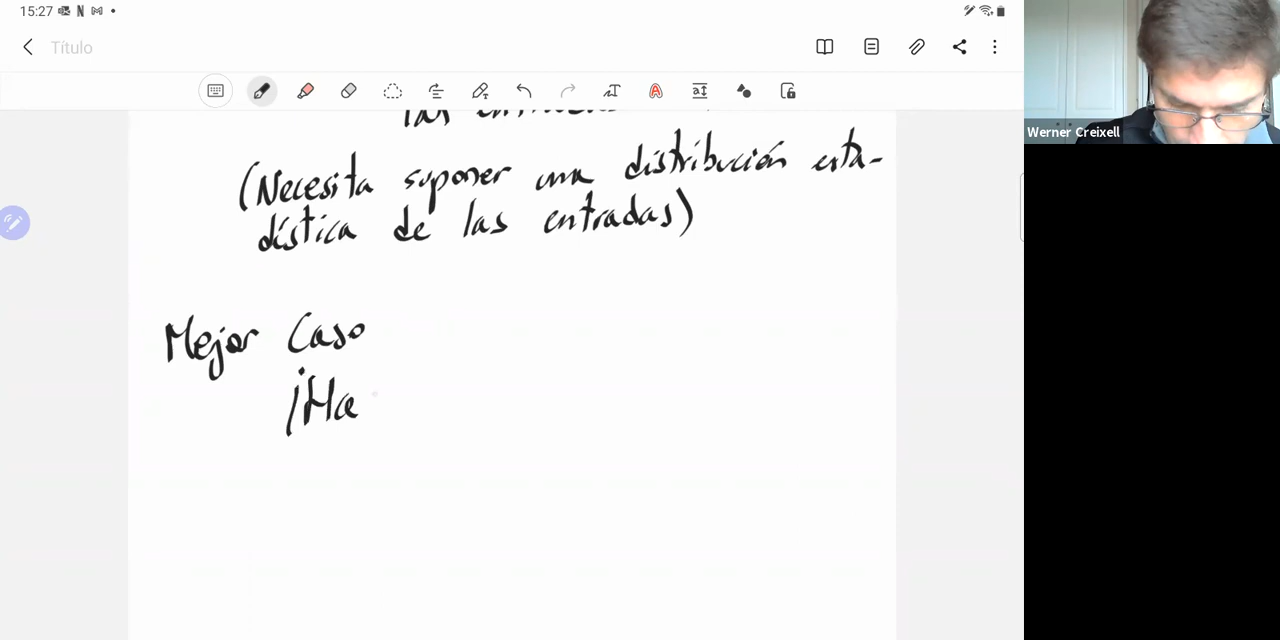 15:27
Título
(Necesita suponer una distribución esta-
dística de las entradas)
Mejor Caso
¡Ha
Werner Creixell